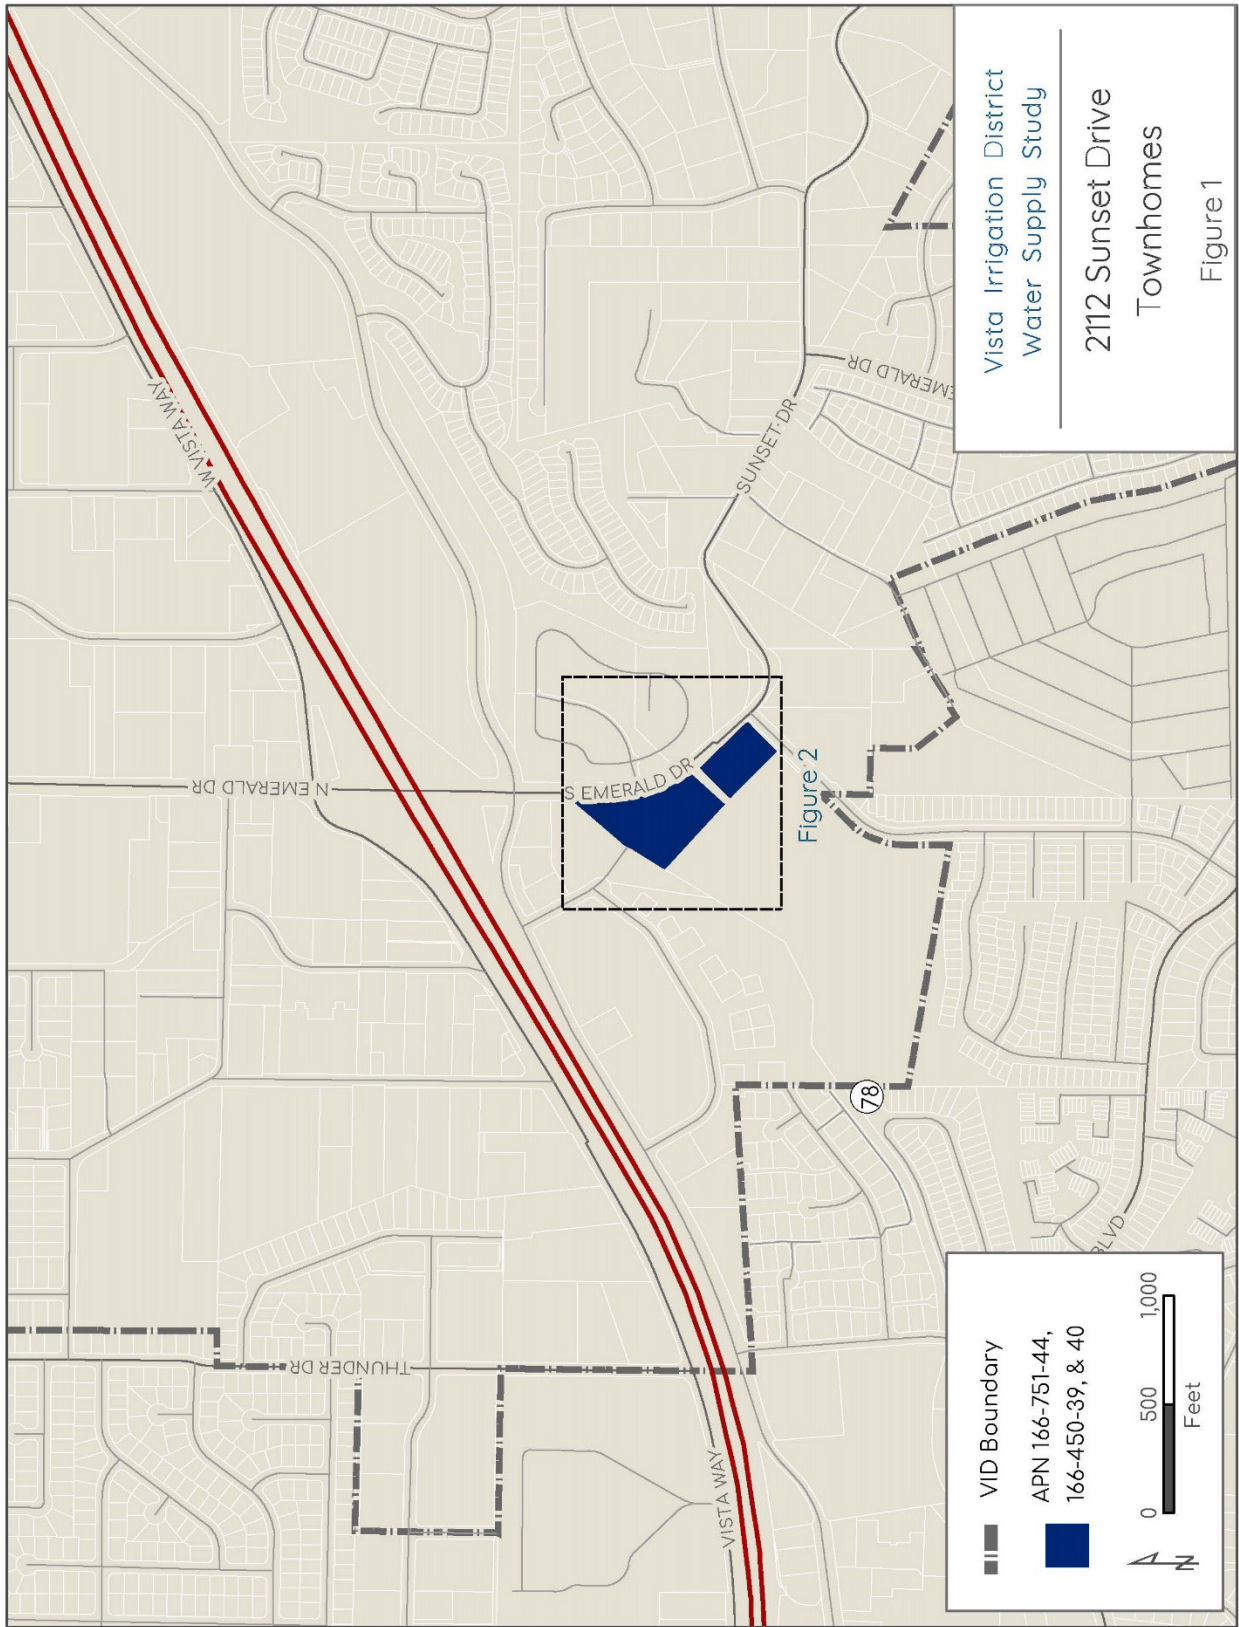 Vista Irrigation District
Water Supply Study
2112 Sunset Drive
Townhomes
Figure 1
W VISTA WAY
N EMERALD DR
S EMERALD DR
SUNSET DR
EMERALD DR
Figure 2
78
THUNDER DR
VISTA WAY
BLVD
VID Boundary
APN 166-751-44,
166-450-39, & 40
0 500 1,000
Feet
N